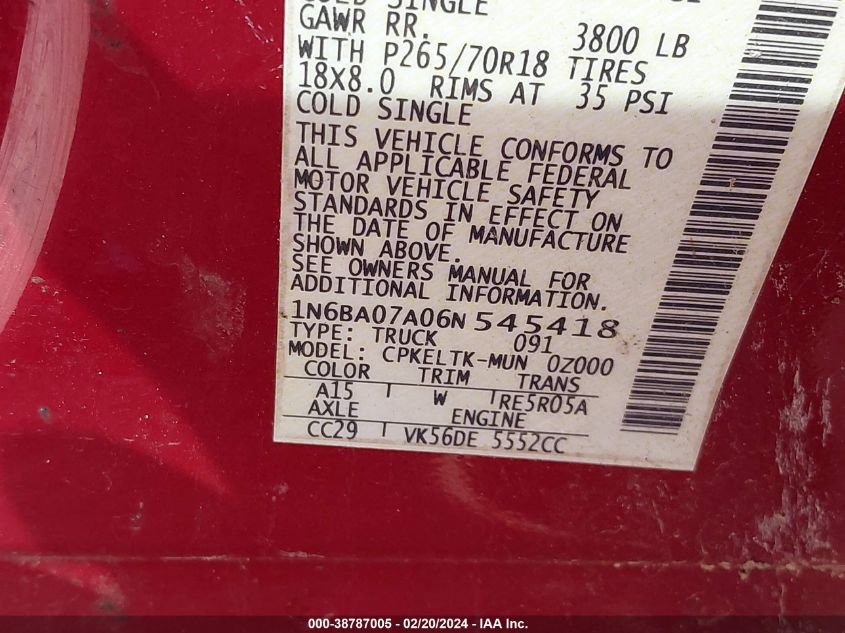 COLD SINGLE
GAWR RR. 3800 LB
WITH P265/70R18 TIRES
18X8.0 RIMS AT 35 PSI
COLD SINGLE
THIS VEHICLE CONFORMS TO
ALL APPLICABLE FEDERAL
MOTOR VEHICLE SAFETY
STANDARDS IN EFFECT ON
THE DATE OF MANUFACTURE
SHOWN ABOVE.
SEE OWNERS MANUAL FOR
ADDITIONAL INFORMATION.
1N6BA07A06N545418
TYPE: TRUCK 091
MODEL: CPKELTK-MUN 0Z000
COLOR TRIM TRANS
A15 W RE5R05A
AXLE ENGINE
CC29 VK56DE 5552CC
000-38787005 - 02/20/2024 - IAA Inc.